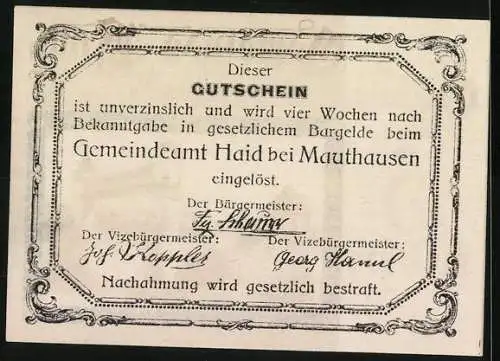 Dieser
GUTSCHEIN
ist unverzinslich und wird vier Wochen nach
Bekanntgabe in gesetzlichem Bargelde beim
Gemeindeamt Haid bei Mauthausen
eingelöst.
Der Bürgermeister:
Der Vizebürgermeister: Der Vizebürgermeister:
Georg
Nachahmung wird gesetzlich bestraft.